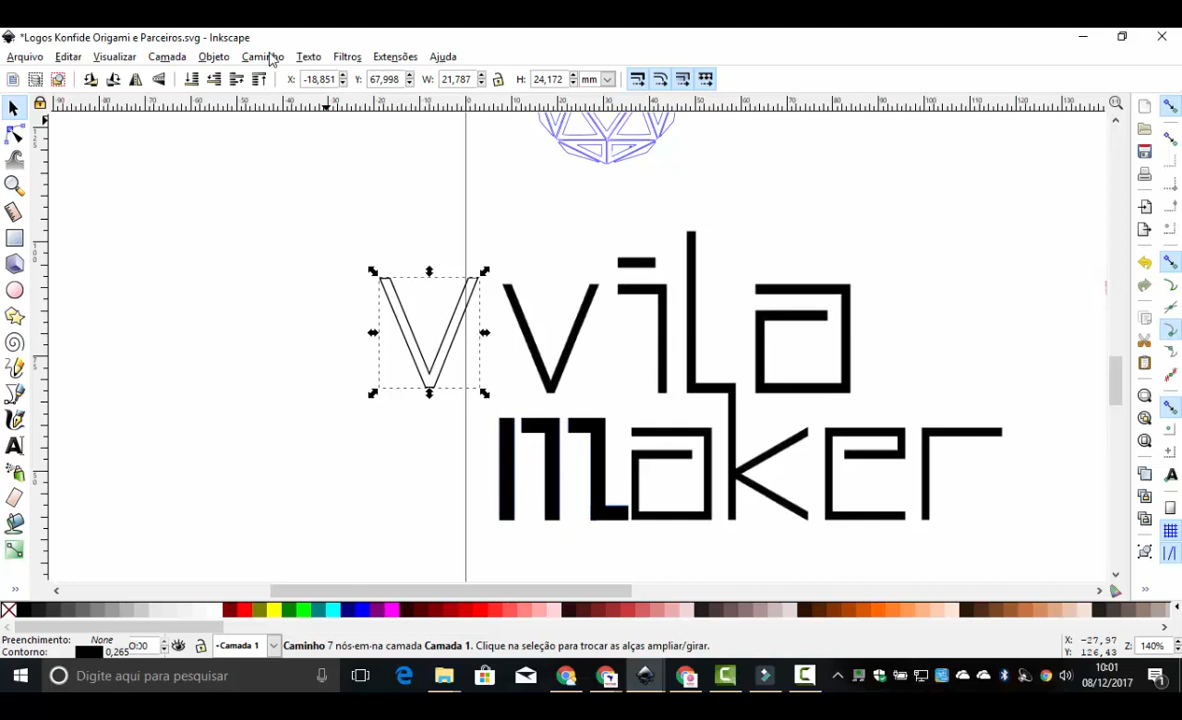 *Logos Konfide Origami e Parceiros.svg - Inkscape
Arquivo Editar Visualizar Camada Objeto Caminho Texto Filtros Extensões Ajuda
X: -18,851 Y: 67,998 W: 21,787 H: 24,172 mm
V vila
maker
Preenchimento: None
Contorno: 0,265
O: 0
Camada 1
Caminho 7 nós-em-na camada Camada 1. Clique na seleção para trocar as alças ampliar/girar.
X: -27,97
Y: 126,43
Z: 140%
Digite aqui para pesquisar
10:01
08/12/2017